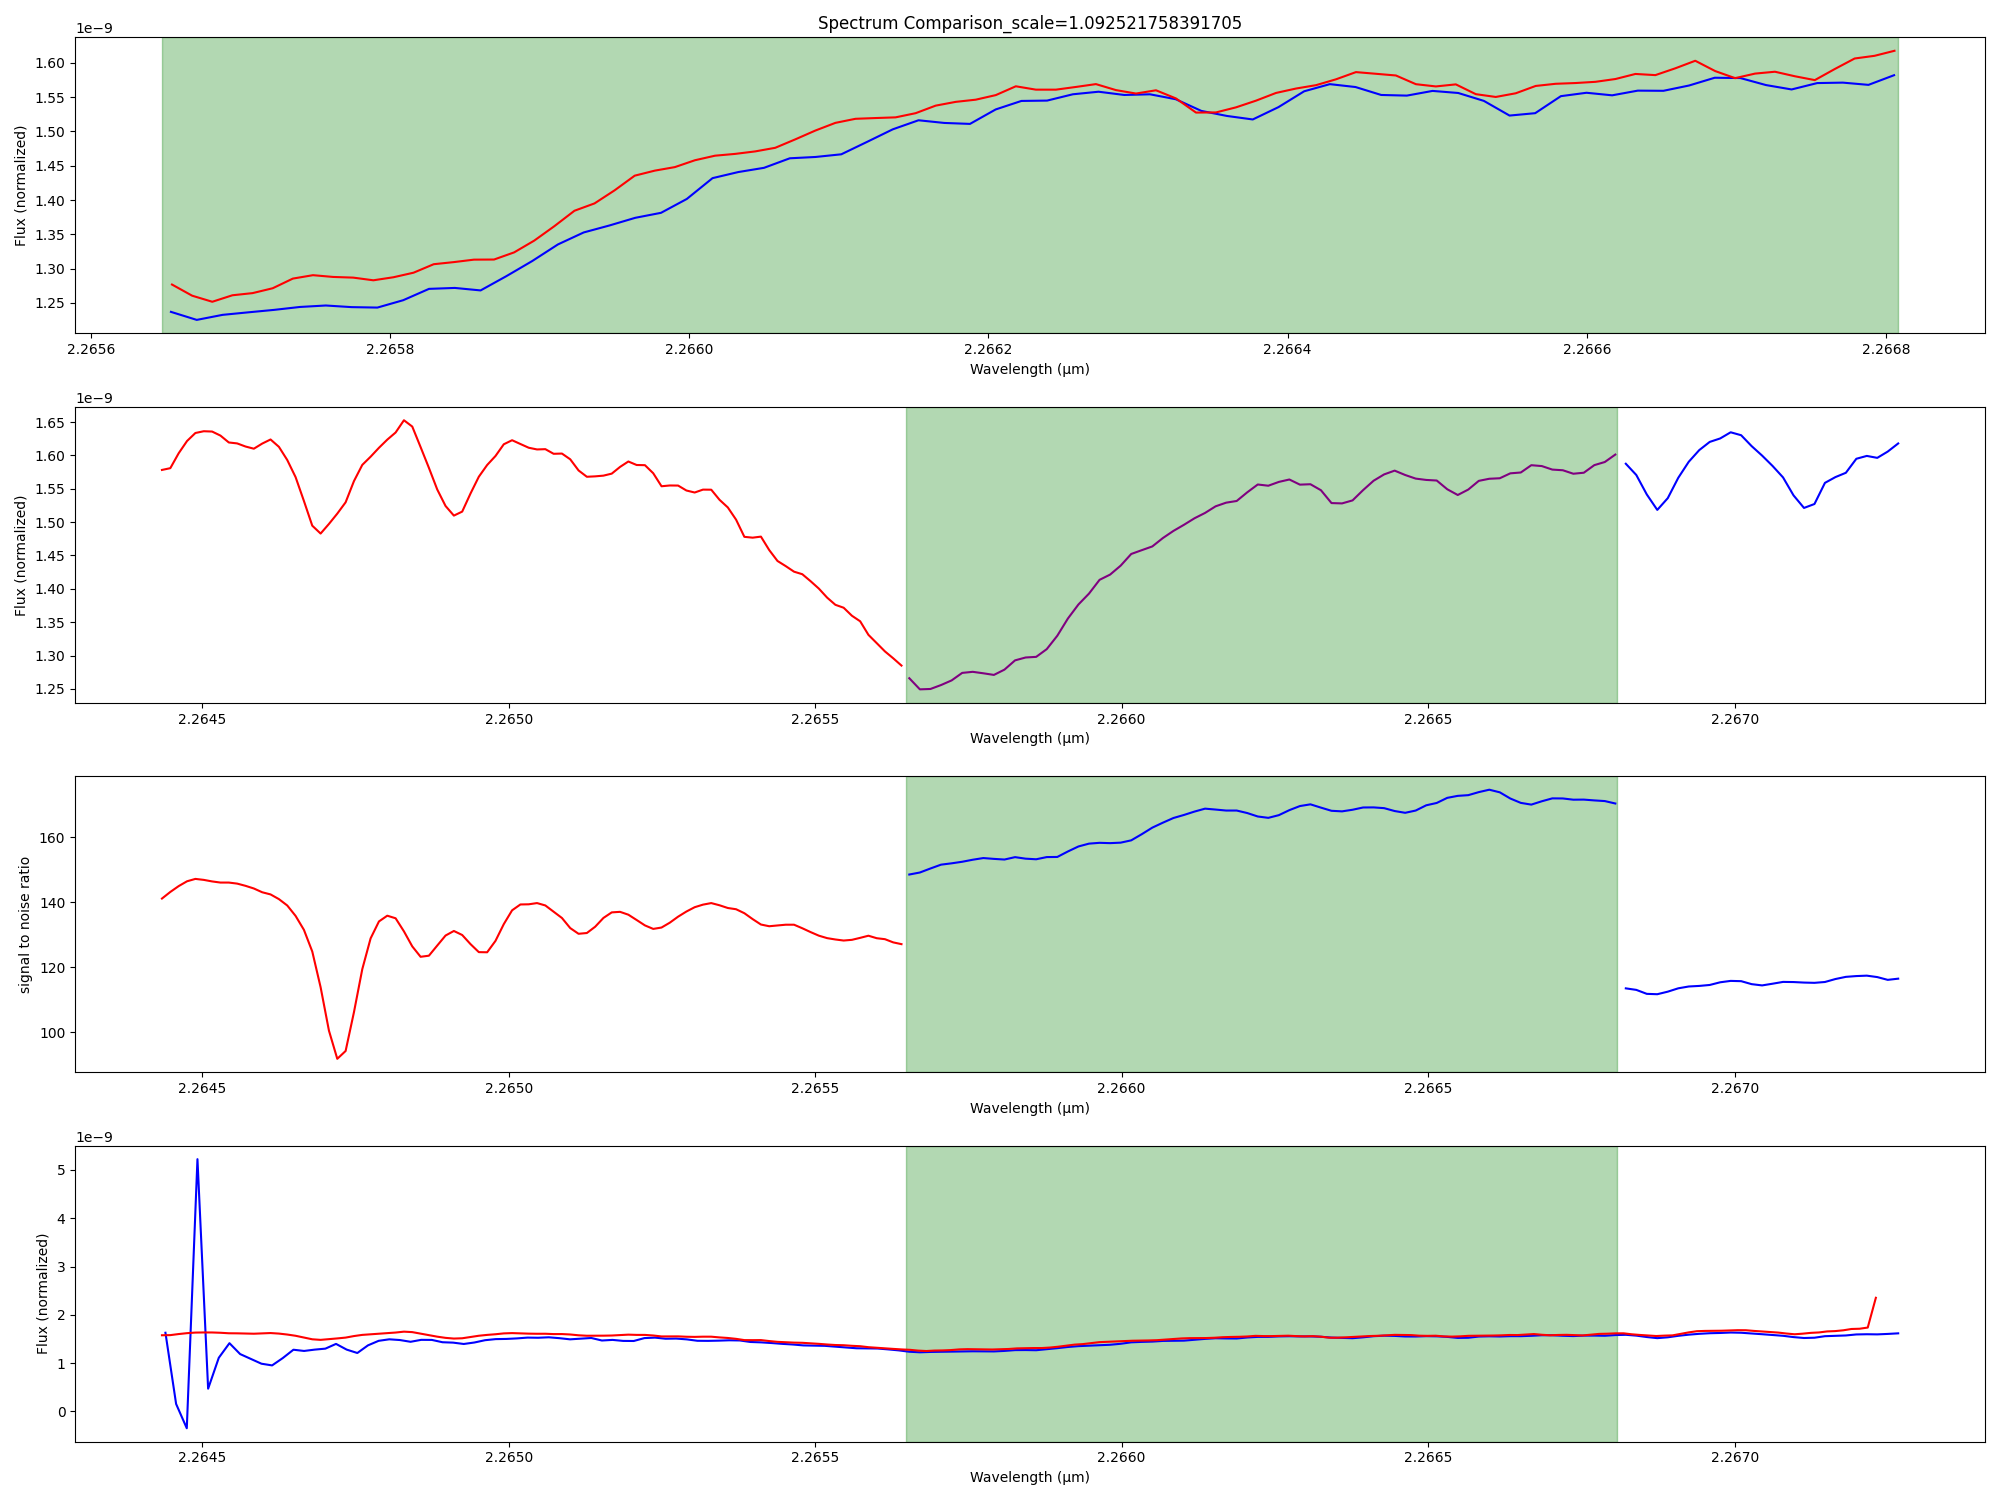 Spectrum Comparison_scale=1.092521758391705
1e−9
Flux (normalized)
1.60
1.55
1.50
1.45
1.40
1.35
1.30
1.25
2.2656 2.2658 2.2660 2.2662 2.2664 2.2666 2.2668
Wavelength (μm)
1e−9
Flux (normalized)
1.65
1.60
1.55
1.50
1.45
1.40
1.35
1.30
1.25
2.2645 2.2650 2.2655 2.2660 2.2665 2.2670
Wavelength (μm)
signal to noise ratio
160
140
120
100
2.2645 2.2650 2.2655 2.2660 2.2665 2.2670
Wavelength (μm)
1e−9
Flux (normalized)
5
4
3
2
1
0
2.2645 2.2650 2.2655 2.2660 2.2665 2.2670
Wavelength (μm)